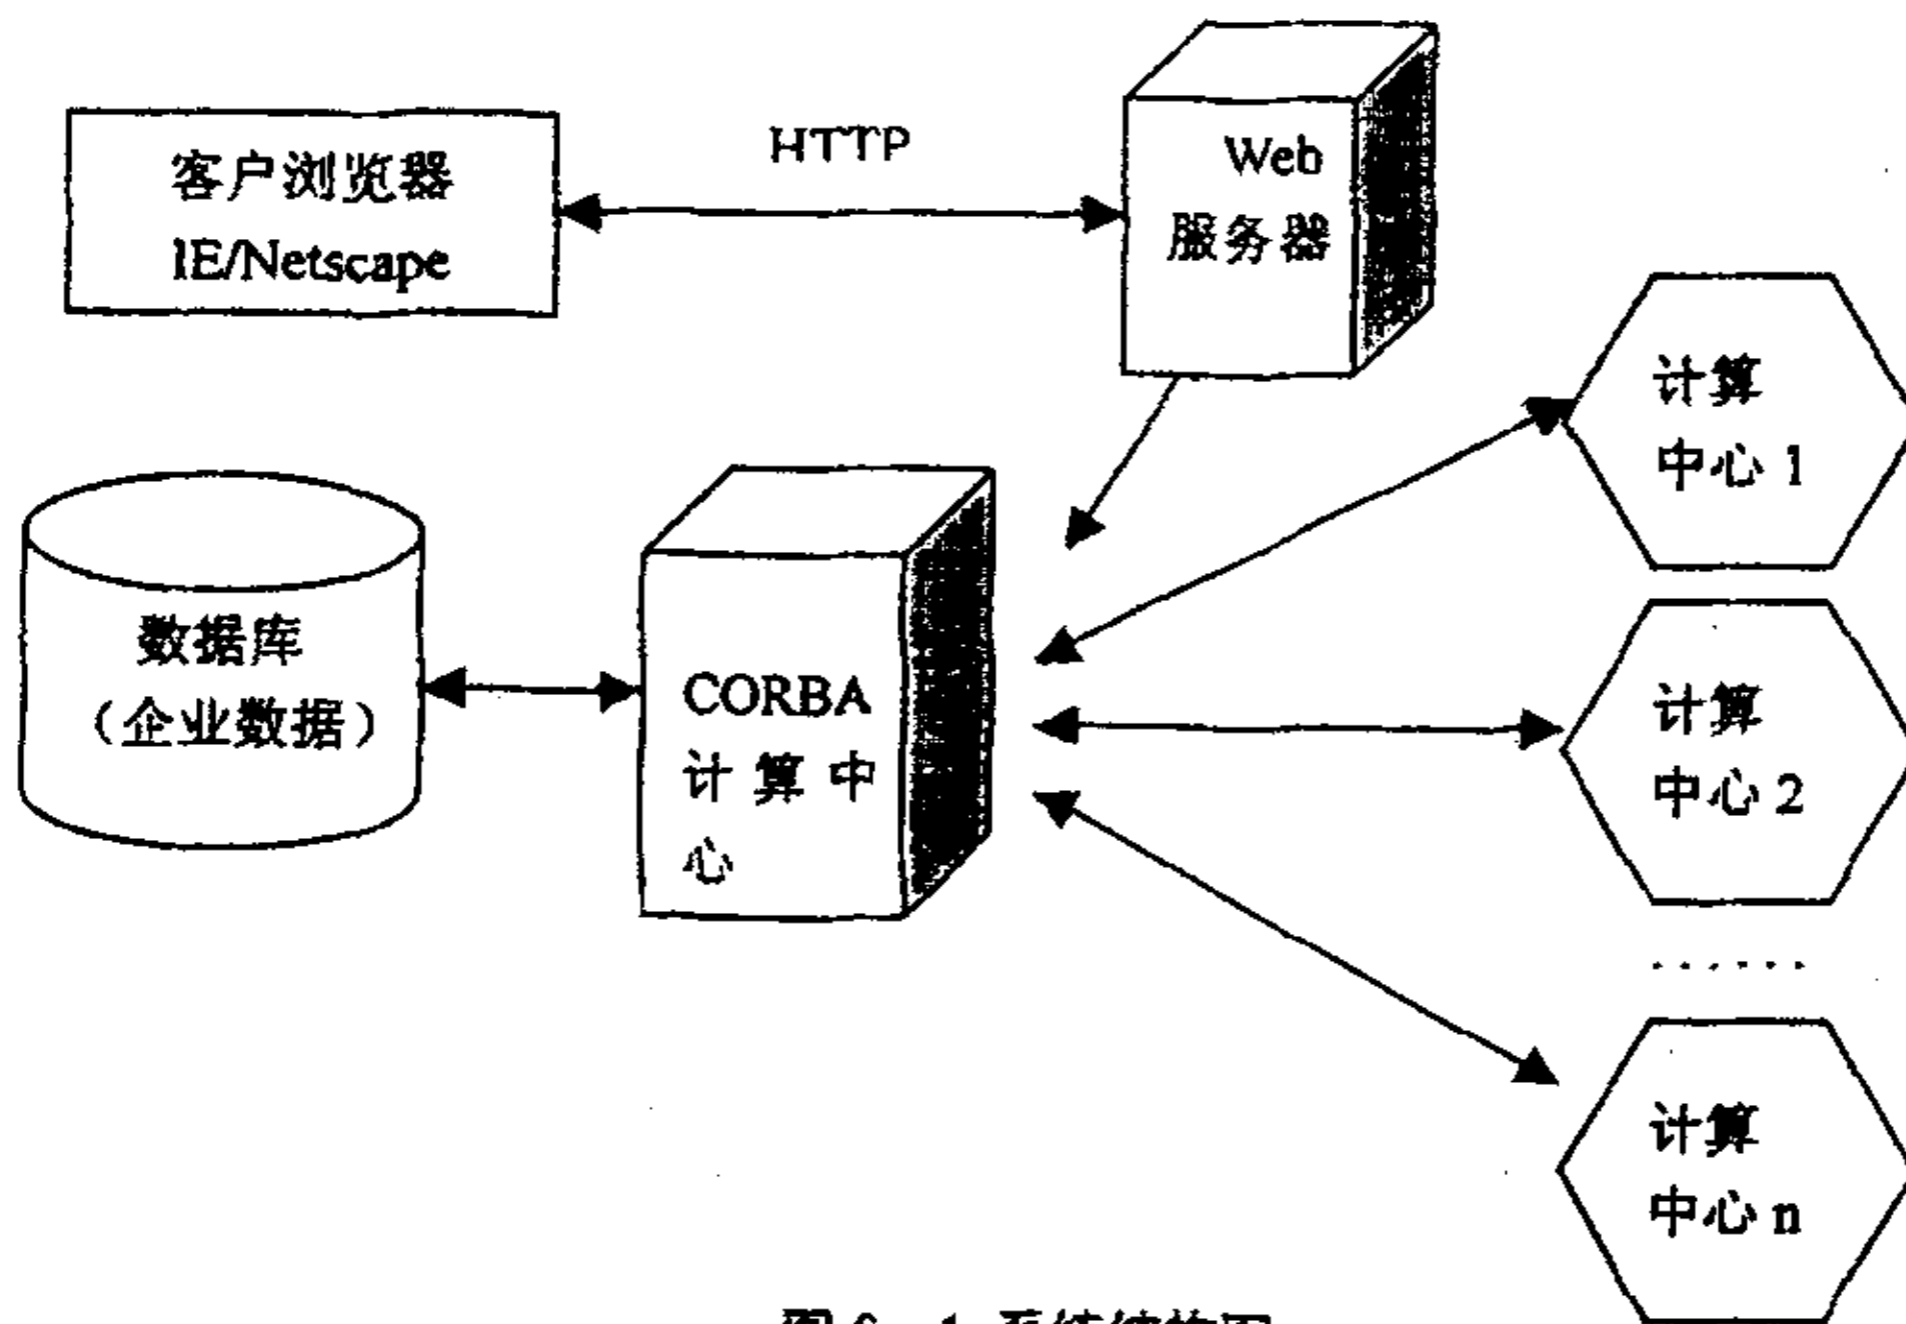 客户浏览器
IE/Netscape
HTTP
Web
服务器
计算
中心 1
数据库
（企业数据）
CORBA
计 算 中
心
计算
中心 2
......
计算
中心 n